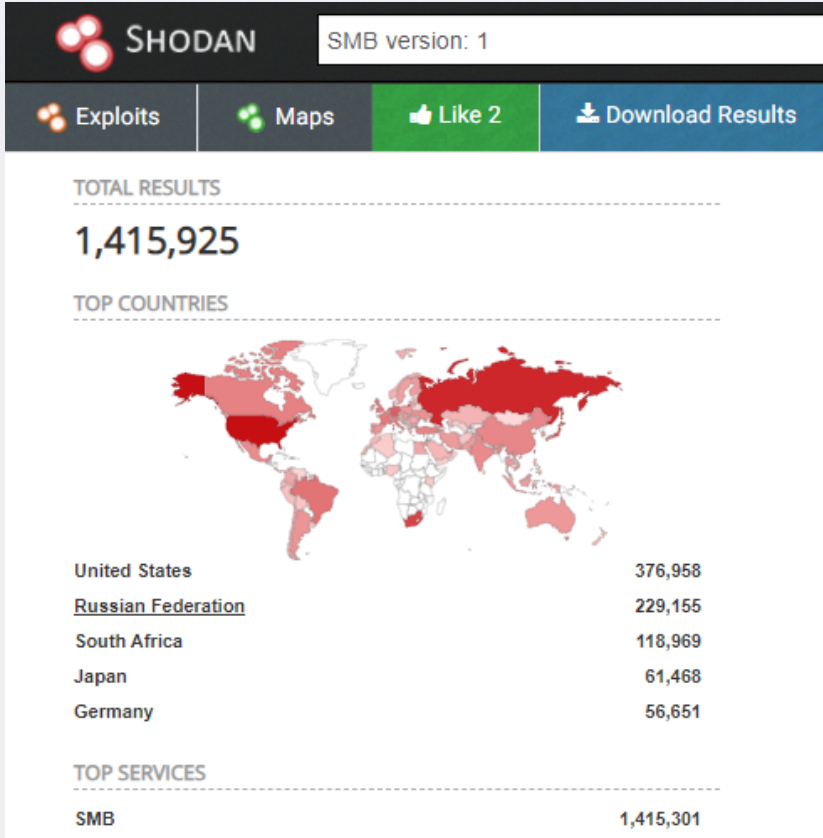 SHODAN SMB version: 1
Exploits Maps Like 2 Download Results
TOTAL RESULTS
1,415,925
TOP COUNTRIES
United States 376,958
Russian Federation 229,155
South Africa 118,969
Japan 61,468
Germany 56,651
TOP SERVICES
SMB 1,415,301